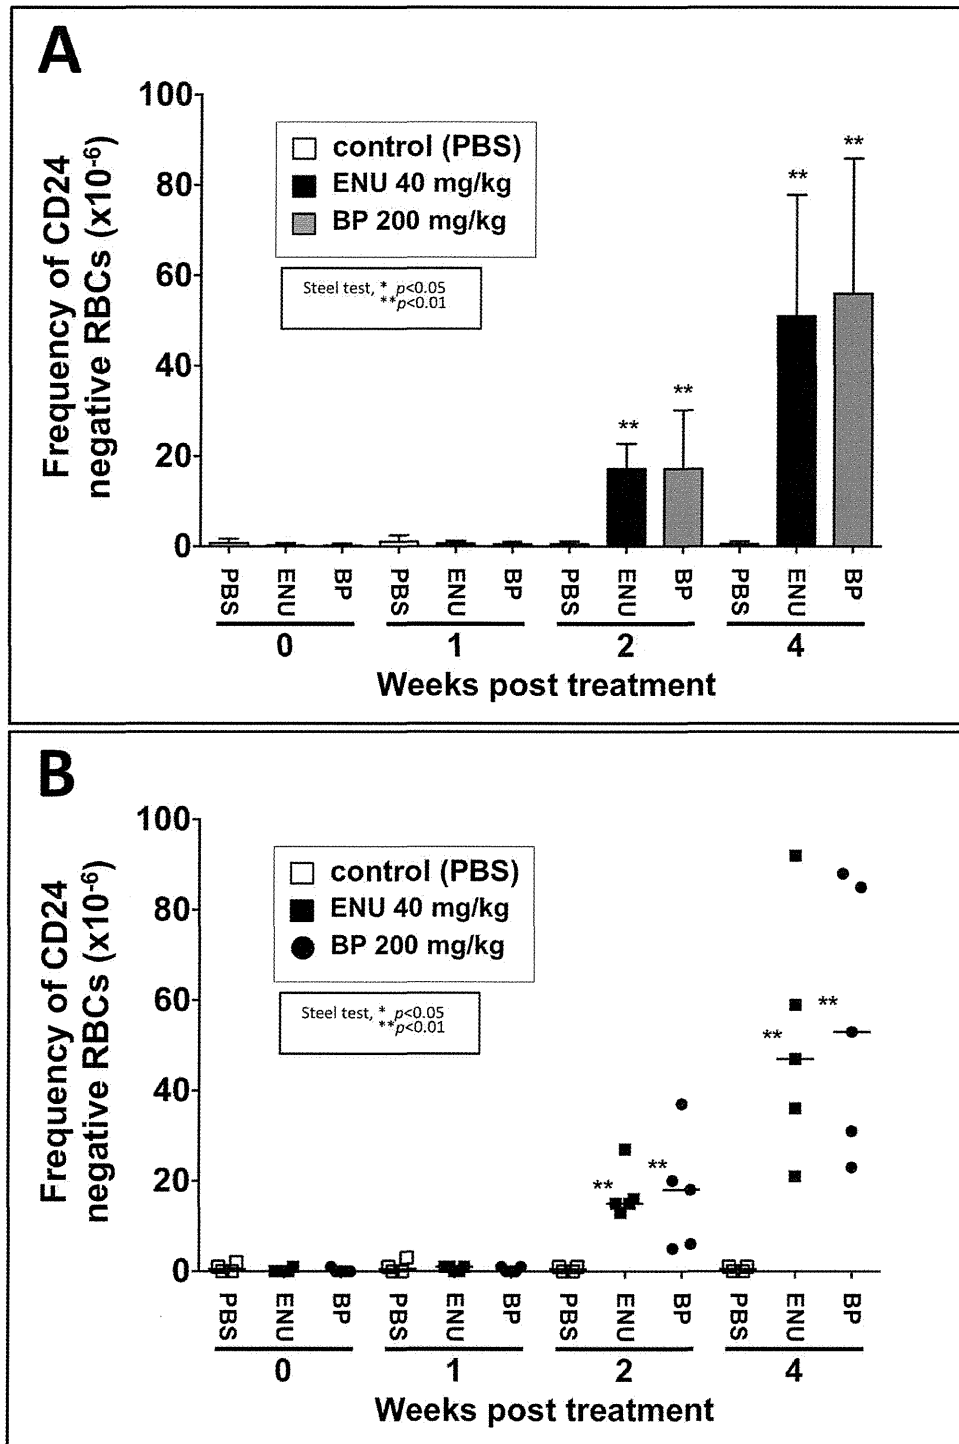 A
Frequency of CD24
negative RBCs (x10-6)
100
80
60
40
20
0
control (PBS)
ENU 40 mg/kg
BP 200 mg/kg
Steel test, * p<0.05
**p<0.01
**
**
**
**
PBS ENU BP PBS ENU BP PBS ENU BP PBS ENU BP
0 1 2 4
Weeks post treatment
B
Frequency of CD24
negative RBCs (x10-6)
100
80
60
40
20
0
control (PBS)
ENU 40 mg/kg
BP 200 mg/kg
Steel test, * p<0.05
**p<0.01
**
**
**
**
PBS ENU BP PBS ENU BP PBS ENU BP PBS ENU BP
0 1 2 4
Weeks post treatment